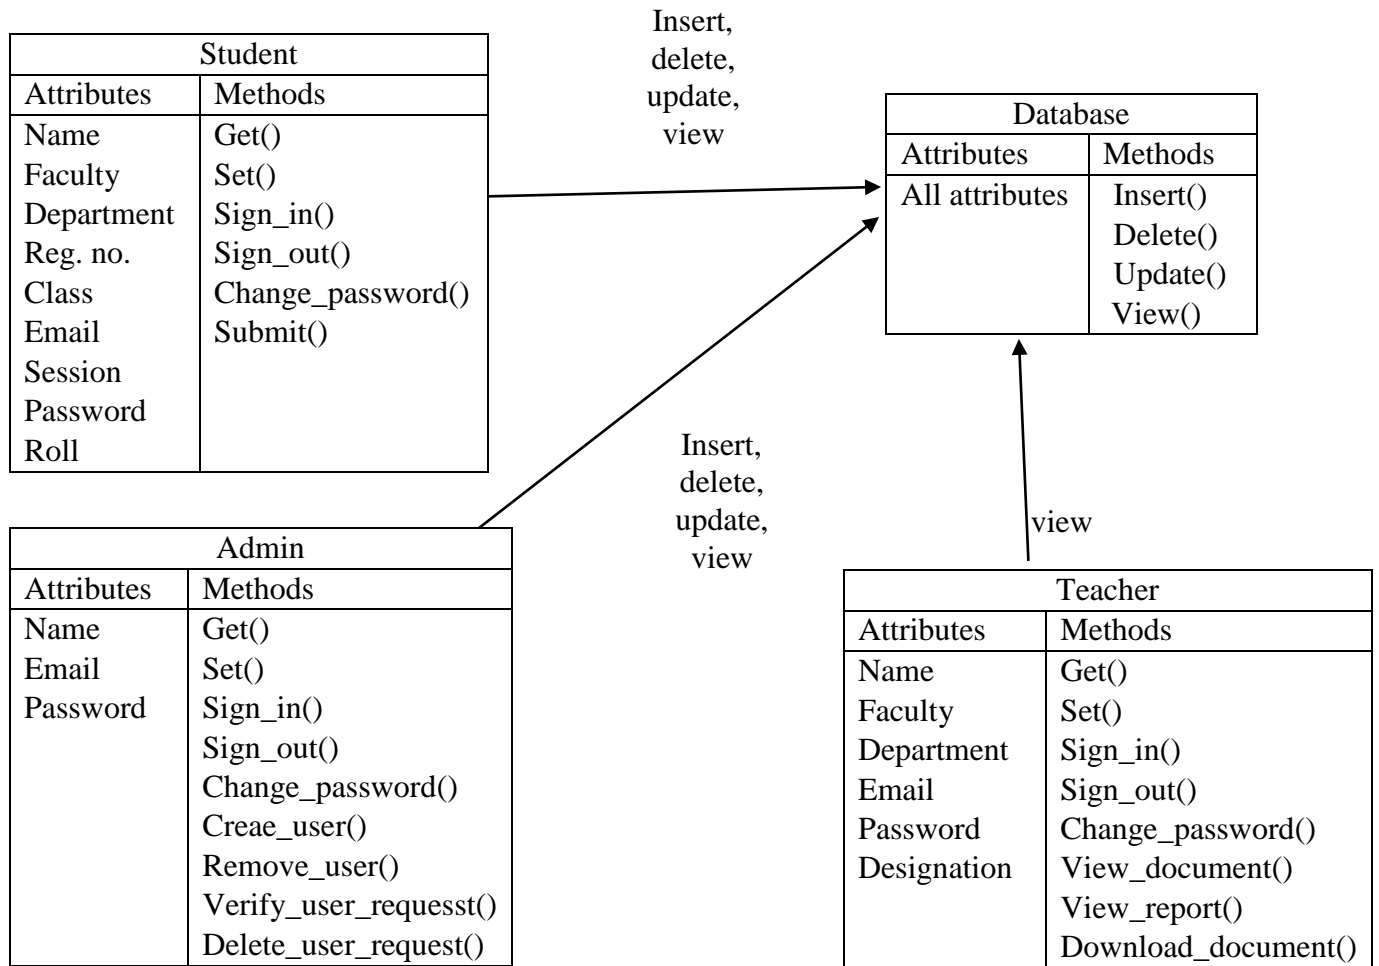 Student
Attributes Methods
Name Get()
Faculty Set()
Department Sign_in()
Reg. no. Sign_out()
Class Change_password()
Email Submit()
Session
Password
Roll
Insert,
delete,
update,
view
Database
Attributes Methods
All attributes Insert()
Delete()
Update()
View()
Insert,
delete,
update,
view
view
Admin
Attributes Methods
Name Get()
Email Set()
Password Sign_in()
Sign_out()
Change_password()
Creae_user()
Remove_user()
Verify_user_requesst()
Delete_user_request()
Teacher
Attributes Methods
Name Get()
Faculty Set()
Department Sign_in()
Email Sign_out()
Password Change_password()
Designation View_document()
View_report()
Download_document()